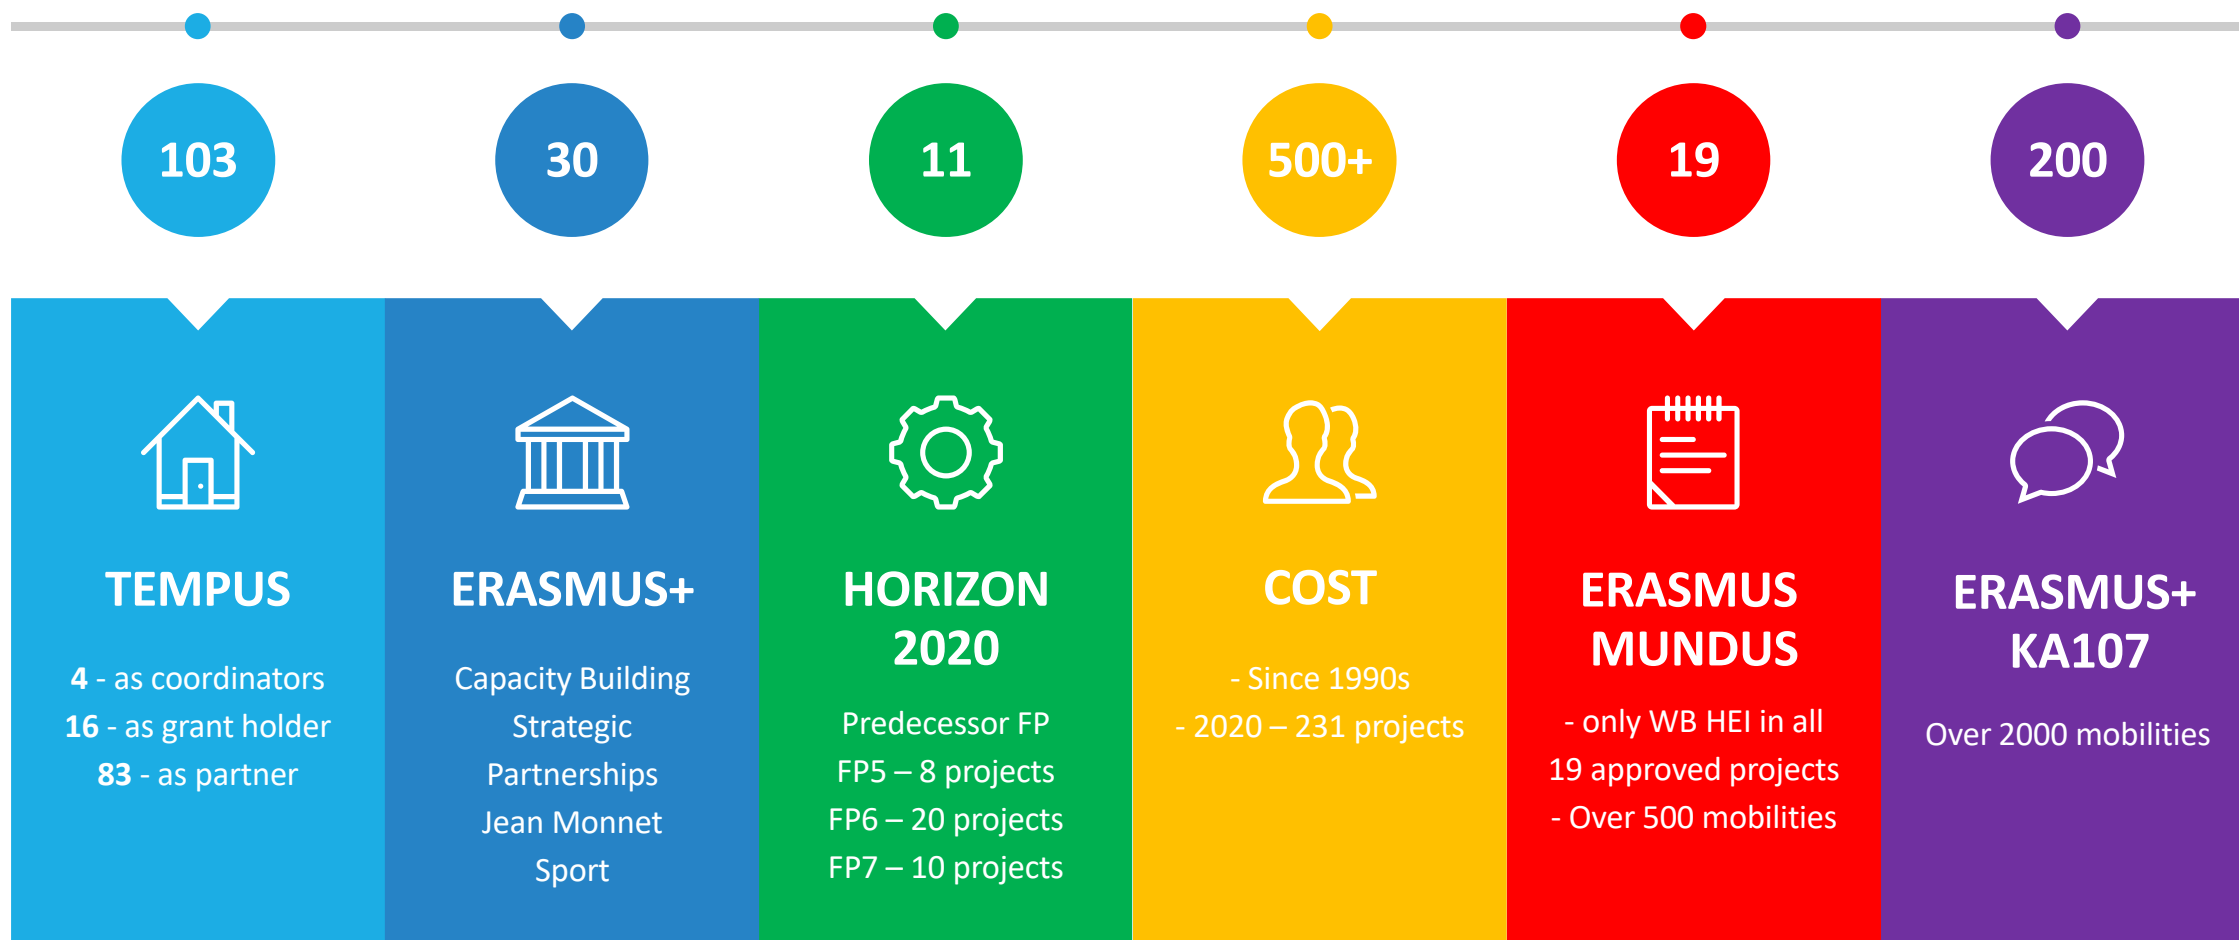 103
30
11
500+
19
200
TEMPUS
4 - as coordinators
16 - as grant holder
83 - as partner
ERASMUS+
Capacity Building
Strategic
Partnerships
Jean Monnet
Sport
HORIZON
2020
Predecessor FP
FP5 – 8 projects
FP6 – 20 projects
FP7 – 10 projects
COST
- Since 1990s
- 2020 – 231 projects
ERASMUS
MUNDUS
- only WB HEI in all
19 approved projects
- Over 500 mobilities
ERASMUS+
KA107
Over 2000 mobilities